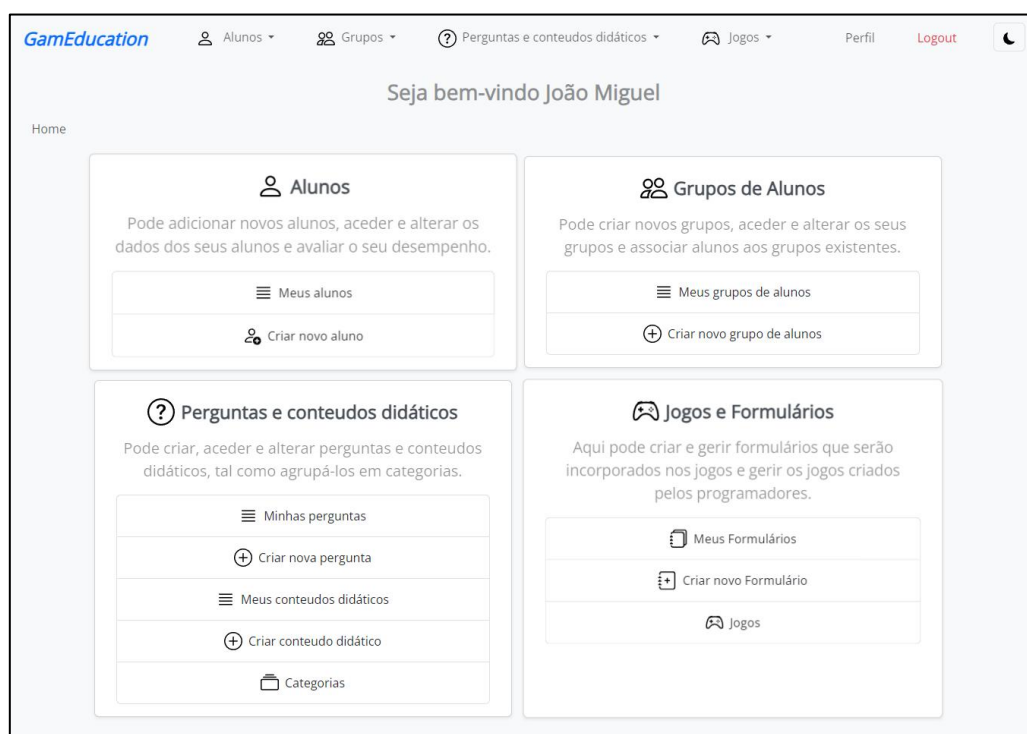 GamEducation Alunos Grupos Perguntas e conteudos didáticos Jogos Perfil Logout
Seja bem-vindo João Miguel
Home
Alunos
Pode adicionar novos alunos, aceder e alterar os
dados dos seus alunos e avaliar o seu desempenho.
Meus alunos
Criar novo aluno
Grupos de Alunos
Pode criar novos grupos, aceder e alterar os seus
grupos e associar alunos aos grupos existentes.
Meus grupos de alunos
Criar novo grupo de alunos
Perguntas e conteudos didáticos
Pode criar, aceder e alterar perguntas e conteudos
didáticos, tal como agrupá-los em categorias.
Minhas perguntas
Criar nova pergunta
Meus conteudos didáticos
Criar conteudo didático
Categorias
Jogos e Formulários
Aqui pode criar e gerir formulários que serão
incorporados nos jogos e gerir os jogos criados
pelos programadores.
Meus Formulários
Criar novo Formulário
Jogos